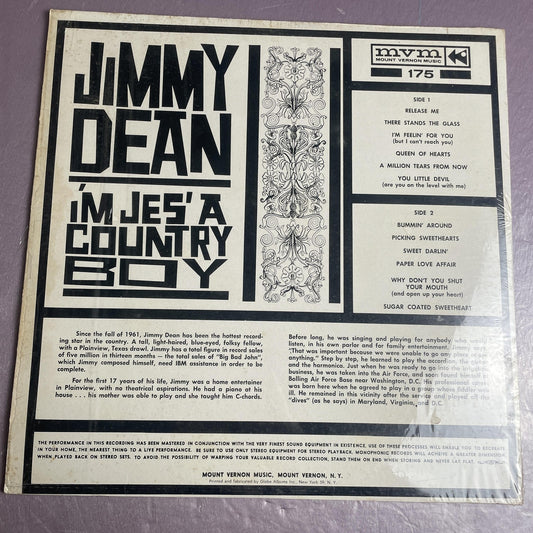 JIMMY
DEAN
I'M JES' A
COUNTRY
BOY
mvm
MOUNT VERNON MUSIC
175
SIDE 1
RELEASE ME
THERE STANDS THE GLASS
I'M FEELIN' FOR YOU
(but I can't reach you)
QUEEN OF HEARTS
A MILLION TEARS FROM NOW
YOU LITTLE DEVIL
(are you on the level with me)
SIDE 2
BUMMIN' AROUND
PICKING SWEETHEARTS
SWEET DARLIN'
PAPER LOVE AFFAIR
WHY DON'T YOU SHUT
YOUR MOUTH
(and open up your heart)
SUGAR COATED SWEETHEART
Since the fall of 1961, Jimmy Dean has been the hottest record-
ing star in the country. A tall, light-haired, blue-eyed, folksy fellow,
with a Plainview, Texas drawl, Jimmy has a total figure in record sales
of five million in thirteen months — the total sales of "Big Bad John",
which Jimmy composed himself, need IBM assistance in order to be
complete.
For the first 17 years of his life, Jimmy was a home entertainer
in Plainview, with no theatrical aspirations. He had a piano at his
house . . . his mother was able to play and she taught him C-chords.
Before long, he was singing and playing for anybody who would
listen, in his own parlor and for family entertainment. Jimmy says,
"That was important because we were unable to go any place or do
anything." Step by step, he learned to play the accordion, the guitar
and the harmonica. Just when he was ready to go into the grocery
business, he was taken into the Air Force, and soon found himself at
Bolling Air Force Base near Washington, D.C. His professional career
was born here when he agreed to play in a group whose fiddler fell
ill. He remained in this vicinity after the service and played all the
"dives" (as he says) in Maryland, Virginia, and D.C.
THE PERFORMANCE IN THIS RECORDING HAS BEEN MASTERED IN CONJUNCTION WITH THE VERY FINEST SOUND EQUIPMENT IN EXISTENCE, USE OF THESE PROCESSES WILL ENABLE YOU TO RECREATE
IN YOUR HOME, THE NEAREST THING TO A LIVE PERFORMANCE. BE SURE TO USE ONLY STEREO EQUIPMENT FOR STEREO PLAYBACK. MONOPHONIC RECORDS WILL ACHIEVE A GREATER DIMENSION
WHEN PLAYED BACK ON STEREO SETS. TO AVOID THE POSSIBILITY OF WARPING YOUR VALUABLE RECORD COLLECTION, STAND THEM ON END WHEN STORING AND NEVER LAY FLAT.
MOUNT VERNON MUSIC, MOUNT VERNON, N. Y.
Printed and Fabricated by Globe Albums Inc., New York 59, N. Y.